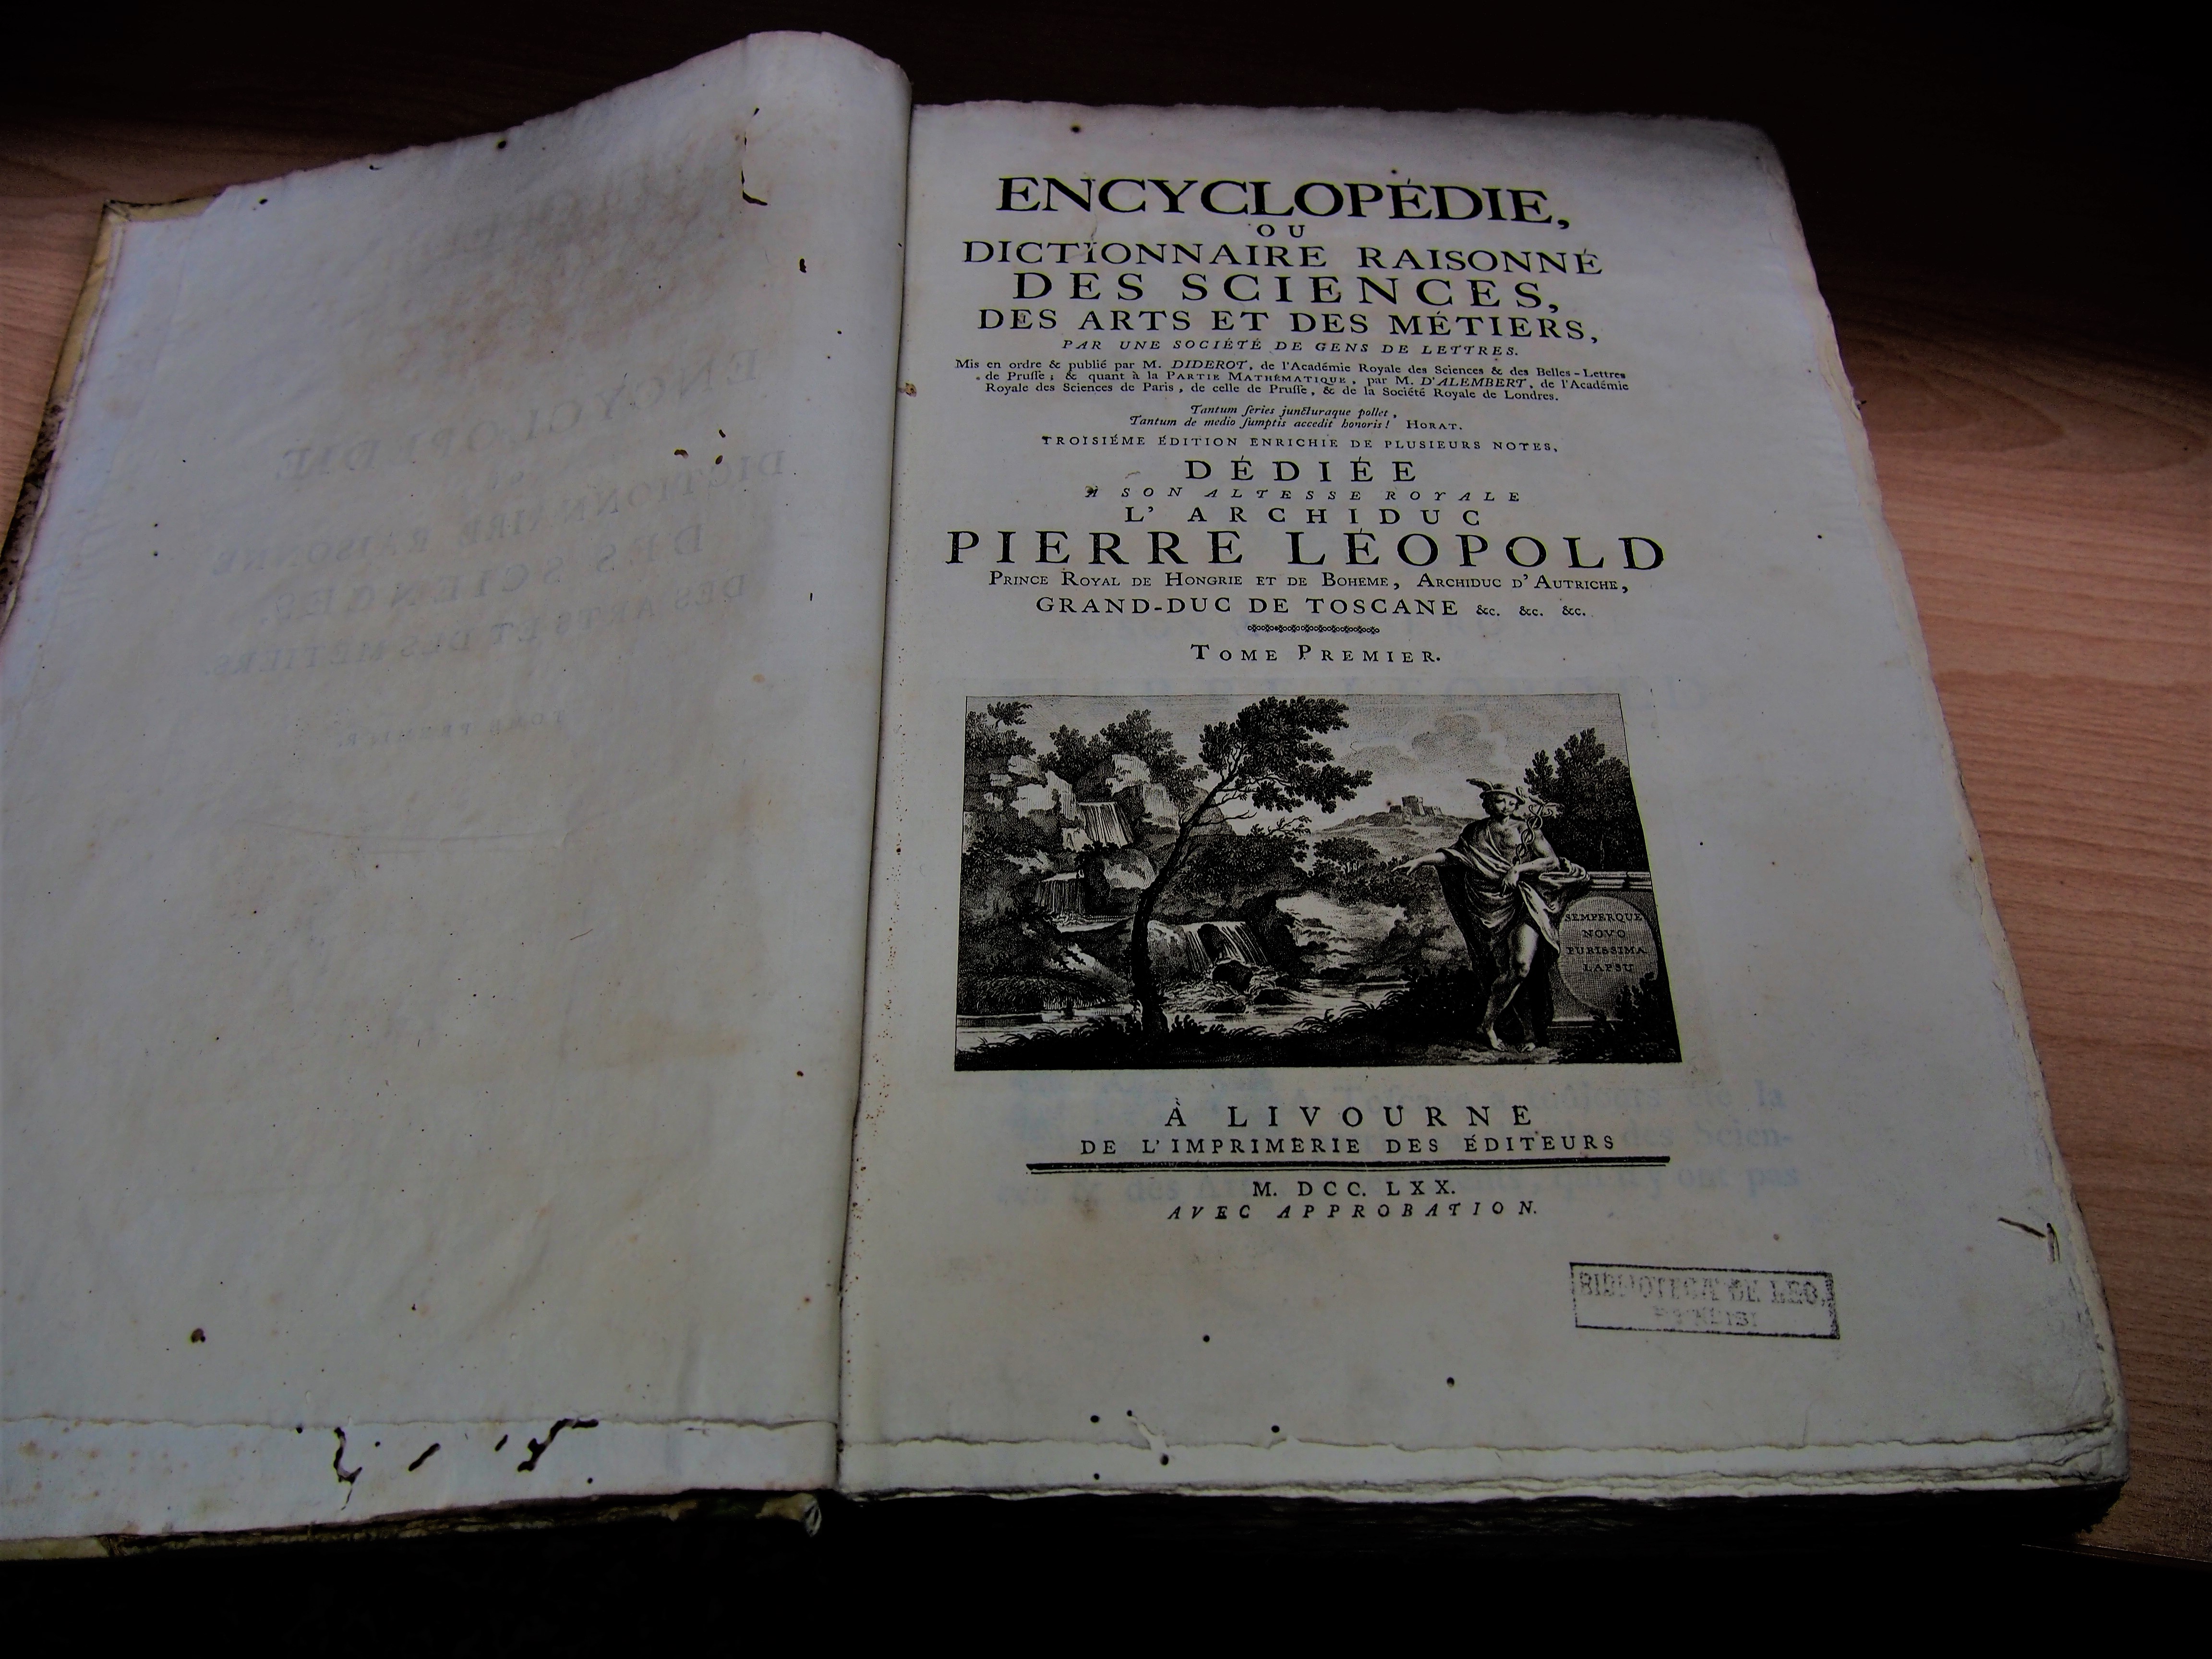 ENCYCLOPÉDIE,
OU
DICTIONNAIRE RAISONNÉ
DES SCIENCES,
DES ARTS ET DES MÉTIERS,
PAR UNE SOCIÉTÉ DE GENS DE LETTRES.
Mis en ordre & publié par M. DIDEROT, de l'Académie Royale des Sciences & des Belles-Lettres
de Pruſſe; & quant à la PARTIE MATHÉMATIQUE, par M. D'ALEMBERT, de l'Académie
Royale des Sciences de Paris, de celle de Pruſſe, & de la Société Royale de Londres.
Tantum ſeries juncturaque pollet,
Tantum de medio ſumptis accedit honoris! HORAT.
TROISIÉME ÉDITION ENRICHIE DE PLUSIEURS NOTES,
DÉDIÉE
A SON ALTESSE ROYALE
L'ARCHIDUC
PIERRE LÉOPOLD
PRINCE ROYAL DE HONGRIE ET DE BOHEME, ARCHIDUC D'AUTRICHE,
GRAND-DUC DE TOSCANE &c. &c. &c.
TOME PREMIER.
SEMPERQUE
NOVO
PURISSIMA
LAPSU
À LIVOURNE
DE L'IMPRIMERIE DES ÉDITEURS
M. DCC. LXX.
AVEC APPROBATION.
BIBLIOTECA DE LEO,